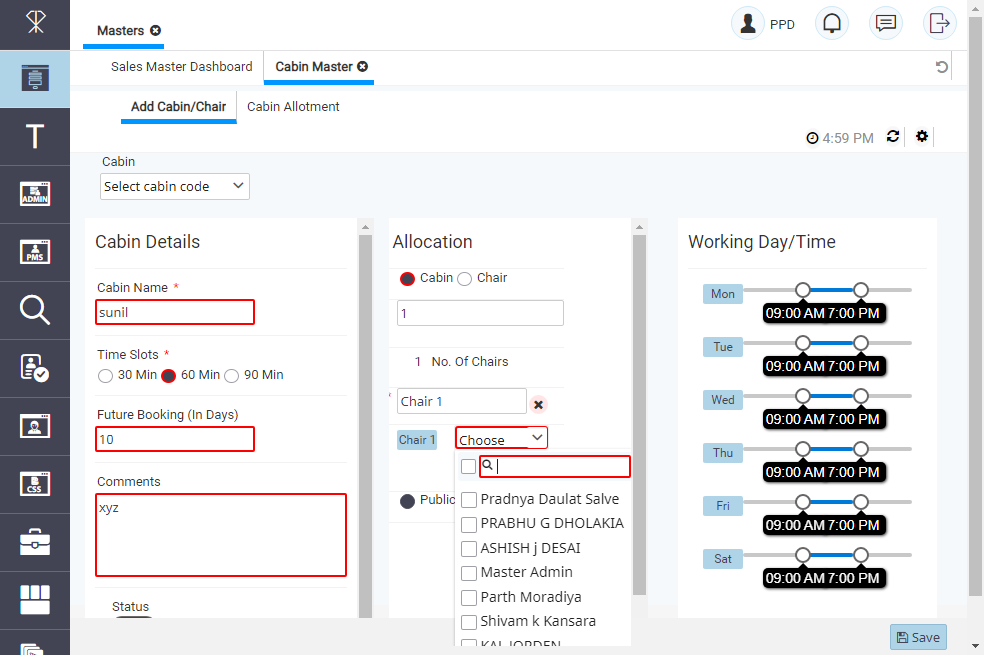 Masters
PPD
Sales Master Dashboard
Cabin Master
Add Cabin/Chair
Cabin Allotment
4:59 PM
T
ADMIN
PMS
CSS
Cabin
Select cabin code
Cabin Details
Cabin Name *
sunil
Time Slots *
30 Min 60 Min 90 Min
Future Booking (In Days)
10
Comments
xyz
Status
Allocation
Cabin Chair
1
1 No. Of Chairs
* Chair 1
Chair 1 Choose
Public
Pradnya Daulat Salve
PRABHU G DHOLAKIA
ASHISH j DESAI
Master Admin
Parth Moradiya
Shivam k Kansara
KAL JORDEN
Working Day/Time
Mon
09:00 AM 7:00 PM
Tue
09:00 AM 7:00 PM
Wed
09:00 AM 7:00 PM
Thu
09:00 AM 7:00 PM
Fri
09:00 AM 7:00 PM
Sat
09:00 AM 7:00 PM
Save